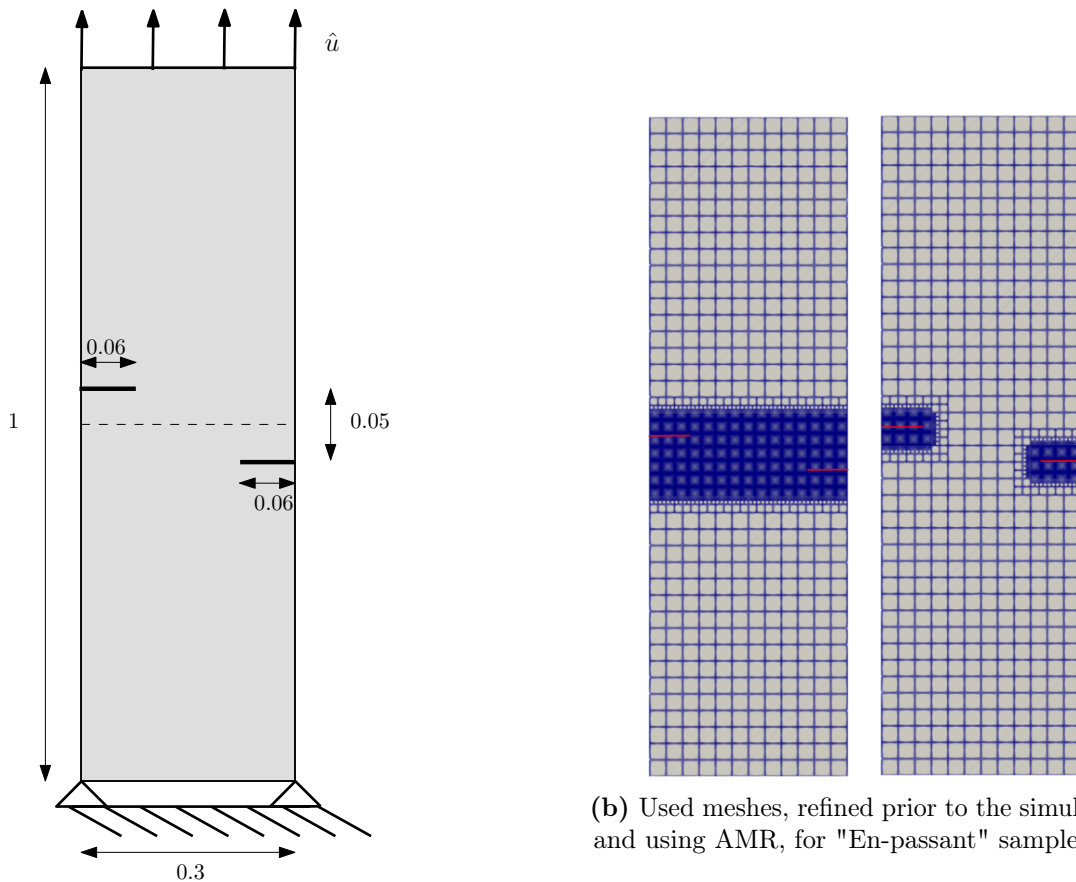 û
0.06
1
0.05
0.06
0.3
(b) Used meshes, refined prior to the simul
and using AMR, for "En-passant" sample